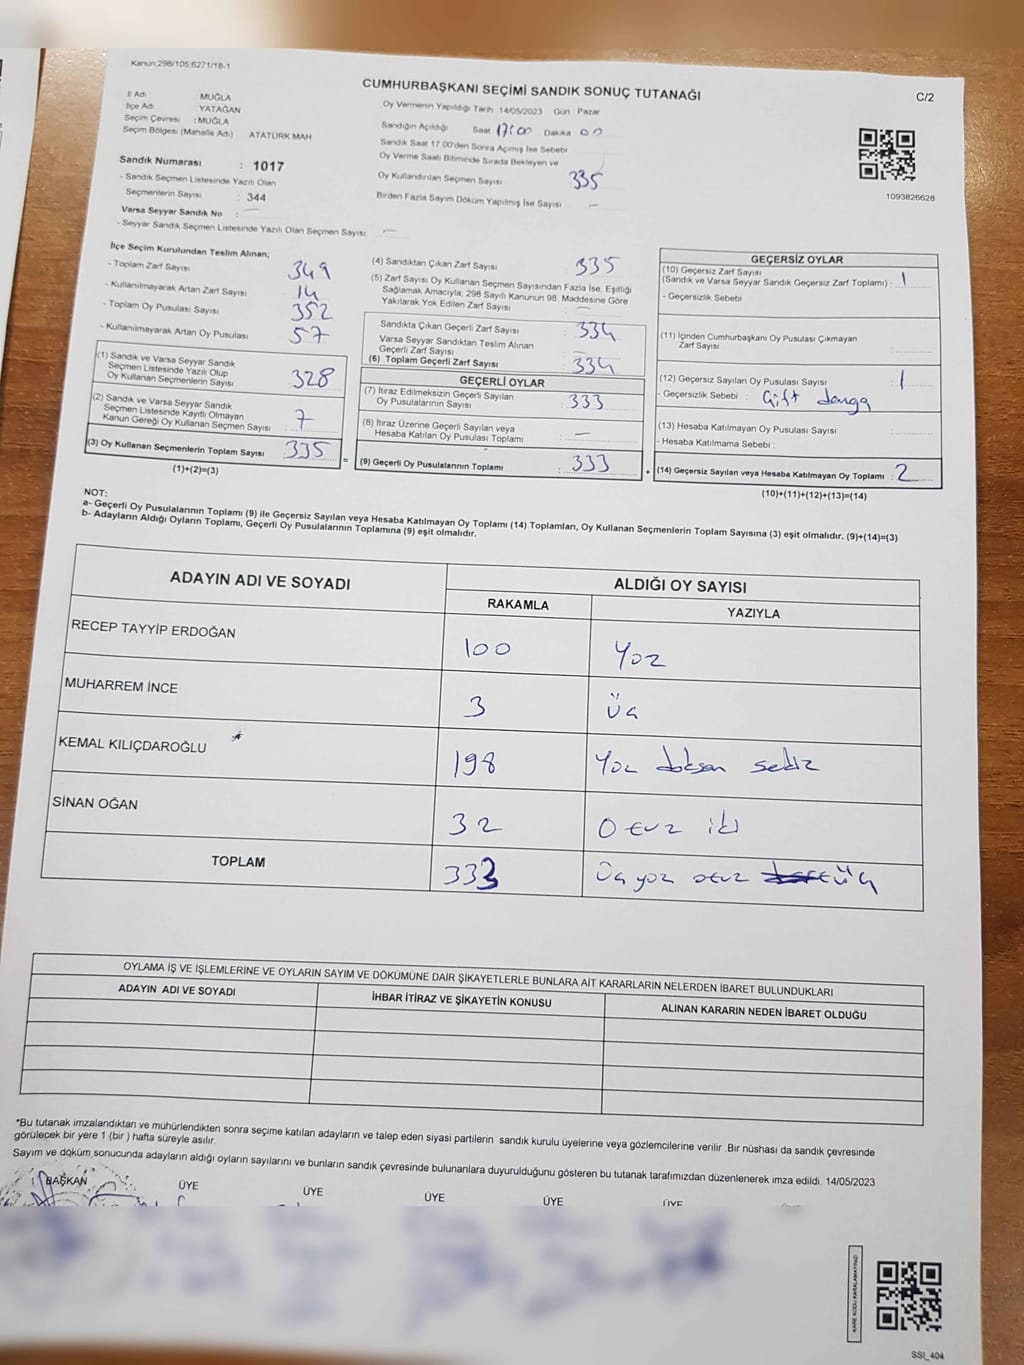 Kanun:298/105,6271/18-1
CUMHURBAŞKANI SEÇİMİ SANDIK SONUÇ TUTANAĞI
C/2
İl Adı MUĞLA
İlçe Adı YATAĞAN
Seçim Çevresi : MUĞLA
Seçim Bölgesi (Mahalle Adı) ATATÜRK MAH
Oy Vermenin Yapıldığı Tarih 14/05/2023 Gün : Pazar
Sandığın Açıldığı Saat 17:00 Dakika 00
Sandık Saat 17.00'den Sonra Açımış İse Sebebi
Oy Verme Saati Bitiminde Sırada Bekleyen ve
Oy Kullandırılan Seçmen Sayısı 335
Birden Fazla Sayım Döküm Yapılmış İse Sayısı : —
1093826628
Sandık Numarası : 1017
- Sandık Seçmen Listesinde Yazılı Olan
Seçmenlerin Sayısı : 344
Varsa Seyyar Sandık No : —
- Seyyar Sandık Seçmen Listesinde Yazılı Olan Seçmen Sayısı —
İlçe Seçim Kurulundan Teslim Alınan;
- Toplam Zarf Sayısı 349
- Kullanılmayarak Artan Zarf Sayısı 14
- Toplam Oy Pusulası Sayısı 352
- Kullanılmayarak Artan Oy Pusulası : 57
(1) Sandık ve Varsa Seyyar Sandık
Seçmen Listesinde Yazılı Olup
Oy Kullanan Seçmenlerin Sayısı 328
(2) Sandık ve Varsa Seyyar Sandık
Seçmen Listesinde Kayıtlı Olmayan
Kanun Gereği Oy Kullanan Seçmen Sayısı : 7
(3) Oy Kullanan Seçmenlerin Toplam Sayısı : 335
(1)+(2)=(3)
(4) Sandıktan Çıkan Zarf Sayısı 335
(5) Zarf Sayısı Oy Kullanan Seçmen Sayısından Fazla İse, Eşitliği
Sağlamak Amacıyla, 298 Sayılı Kanunun 98. Maddesine Göre
Yakılarak Yok Edilen Zarf Sayısı : —
Sandıkta Çıkan Geçerli Zarf Sayısı : 334
Varsa Seyyar Sandıktan Teslim Alınan
Geçerli Zarf Sayısı : —
(6) Toplam Geçerli Zarf Sayısı : 334
GEÇERLİ OYLAR
(7) İtiraz Edilmeksizin Geçerli Sayılan
Oy Pusulalarının Sayısı : 333
(8) İtiraz Üzerine Geçerli Sayılan veya
Hesaba Katılan Oy Pusulası Toplamı : —
= (9) Geçerli Oy Pusulalarının Toplamı : 333 +
GEÇERSİZ OYLAR
(10) Geçersiz Zarf Sayısı
(Sandık ve Varsa Seyyar Sandık Geçersiz Zarf Toplamı) : 1
- Geçersizlik Sebebi
(11) İçinden Cumhurbaşkanı Oy Pusulası Çıkmayan
Zarf Sayısı
(12) Geçersiz Sayılan Oy Pusulası Sayısı : 1
- Geçersizlik Sebebi : Çift damga
(13) Hesaba Katılmayan Oy Pusulası Sayısı :
- Hesaba Katılmama Sebebi :
(14) Geçersiz Sayılan veya Hesaba Katılmayan Oy Toplamı : 2
(10)+(11)+(12)+(13)=(14)
NOT:
a- Geçerli Oy Pusulalarının Toplamı (9) ile Geçersiz Sayılan veya Hesaba Katılmayan Oy Toplamı (14) Toplamları, Oy Kullanan Seçmenlerin Toplam Sayısına (3) eşit olmalıdır. (9)+(14)=(3)
b- Adayların Aldığı Oyların Toplamı, Geçerli Oy Pusulalarının Toplamına (9) eşit olmalıdır.
ADAYIN ADI VE SOYADI
ALDIĞI OY SAYISI
RAKAMLA YAZIYLA
RECEP TAYYİP ERDOĞAN 100 Yüz
MUHARREM İNCE 3 üç
KEMAL KILIÇDAROĞLU 198 Yüz doksan sekiz
SİNAN OĞAN 32 Otuz iki
TOPLAM 333 üç yüz otuz üç
OYLAMA İŞ VE İŞLEMLERİNE VE OYLARIN SAYIM VE DÖKÜMÜNE DAİR ŞİKAYETLERLE BUNLARA AİT KARARLARIN NELERDEN İBARET BULUNDUKLARI
ADAYIN ADI VE SOYADI İHBAR İTİRAZ VE ŞİKAYETİN KONUSU ALINAN KARARIN NEDEN İBARET OLDUĞU
*Bu tutanak imzalandıktan ve mühürlendikten sonra seçime katılan adayların ve talep eden siyasi partilerin sandık kurulu üyelerine veya gözlemcilerine verilir .Bir nüshası da sandık çevresinde
görülecek bir yere 1 (bir ) hafta süreyle asılır.
Sayım ve döküm sonucunda adayların aldığı oyların sayılarını ve bunların sandık çevresinde bulunanlara duyurulduğunu gösteren bu tutanak tarafımızdan düzenlenerek imza edildi. 14/05/2023
BAŞKAN ÜYE ÜYE ÜYE ÜYE ÜYE
KARE KODU KARALAMAYINIZ!
SSI_404